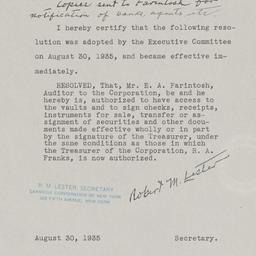 Copies sent to Farintosh for
notification of banks, agents, etc
I hereby certify that the following reso-
lution was adopted by the Executive Committee
on August 30, 1935, and became effective im-
mediately.
RESOLVED, That, Mr. E. A. Farintosh,
Auditor to the Corporation, be and he
hereby is, authorized to have access to
the vaults and to sign checks, receipts,
instruments for sale, transfer or as-
signment of securities and other docu-
ments made effective wholly or in part
by the signature of the Treasurer, under
the same conditions as those in which
the Treasurer of the Corporation, R. A.
Franks, is now authorized.
Robert M. Lester
R. M. LESTER, SECRETARY
CARNEGIE CORPORATION OF NEW YORK
522 FIFTH AVENUE, NEW YORK
August 30, 1935 Secretary.